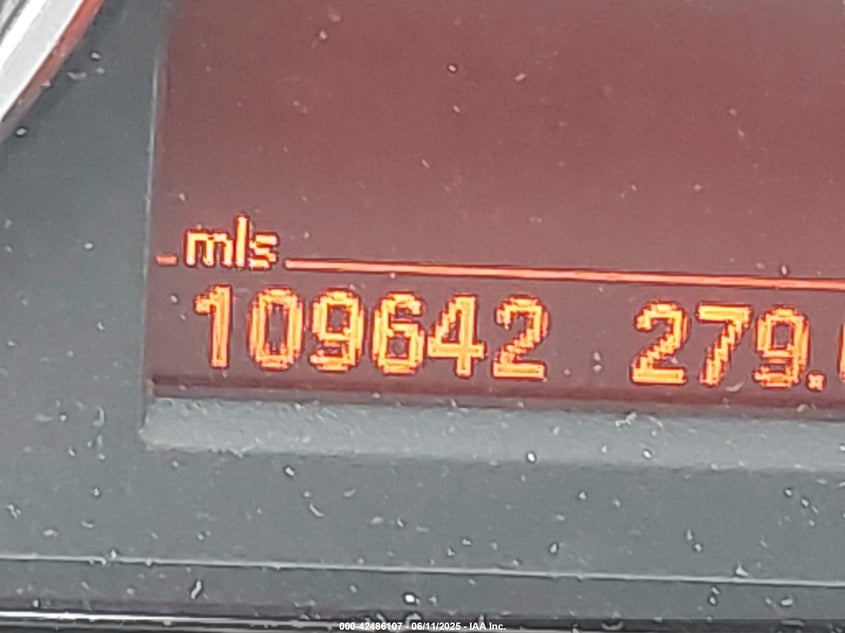 mls
109642 279.
000-42486107 - 06/11/2025 - IAA Inc.